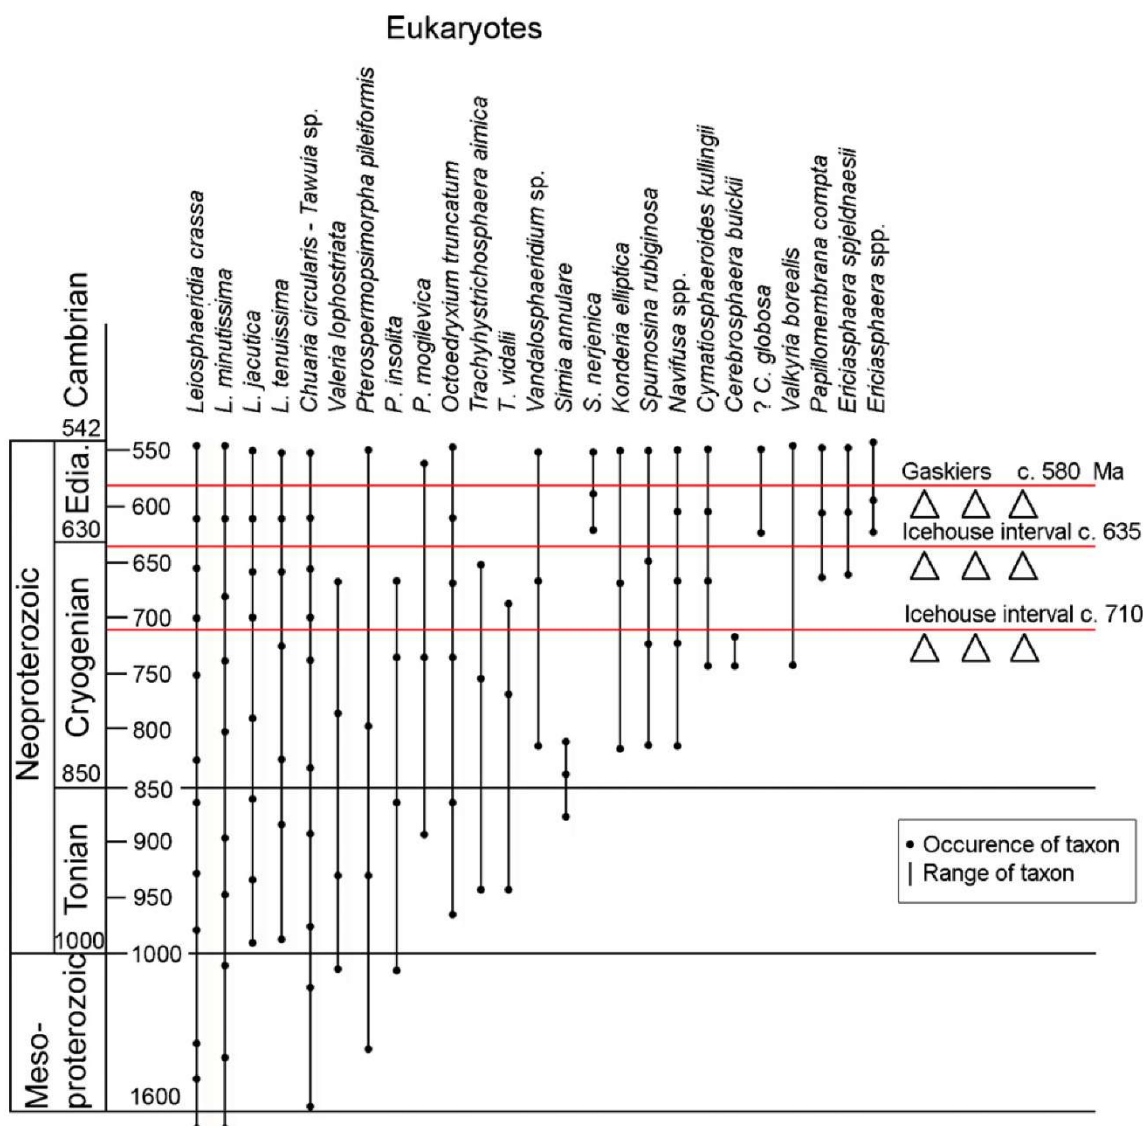 Eukaryotes
Leiosphaeridia crassa
L. minutissima
L. jacutica
L. tenuissima
Chuaria circularis - Tawuia sp.
Valeria lophostriata
Pterospermopsimorpha pileiformis
P. insolita
P. mogilevica
Octoedryxium truncatum
Trachyhystrichosphaera aimica
T. vidalii
Vandalosphaeridium sp.
Simia annulare
S. nerjenica
Konderia elliptica
Spumosina rubiginosa
Navifusa spp.
Cymatiosphaeroides kullingii
Cerebrosphaera buickii
? C. globosa
Valkyria borealis
Papillomembrana compta
Ericiasphaera spjeldnaesii
Ericiasphaera spp.
Cambrian
542
Edia.
630
Neoproterozoic
Cryogenian
850
Tonian
1000
Meso-
proterozoic
1600
550
600
650
700
750
800
850
900
950
1000
Gaskiers c. 580 Ma
Icehouse interval c. 635
Icehouse interval c. 710
Occurence of taxon
Range of taxon